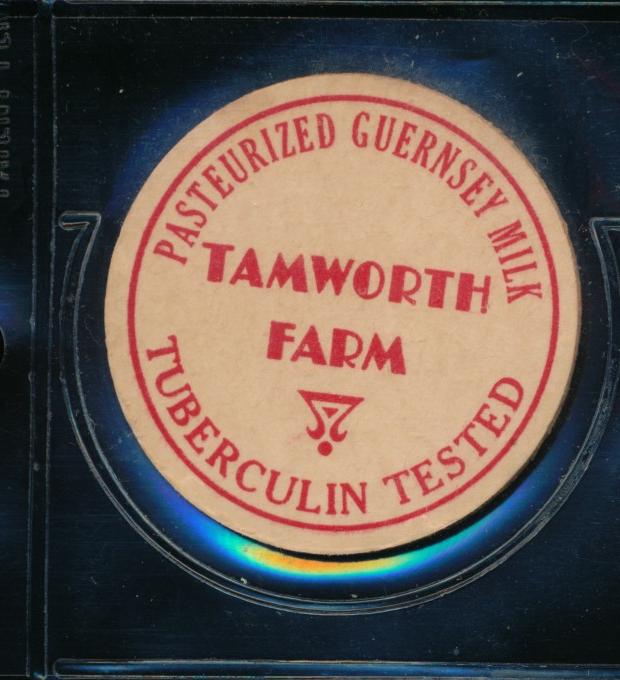 PASTEURIZED GUERNSEY MILK
TAMWORTH
FARM
TUBERCULIN TESTED